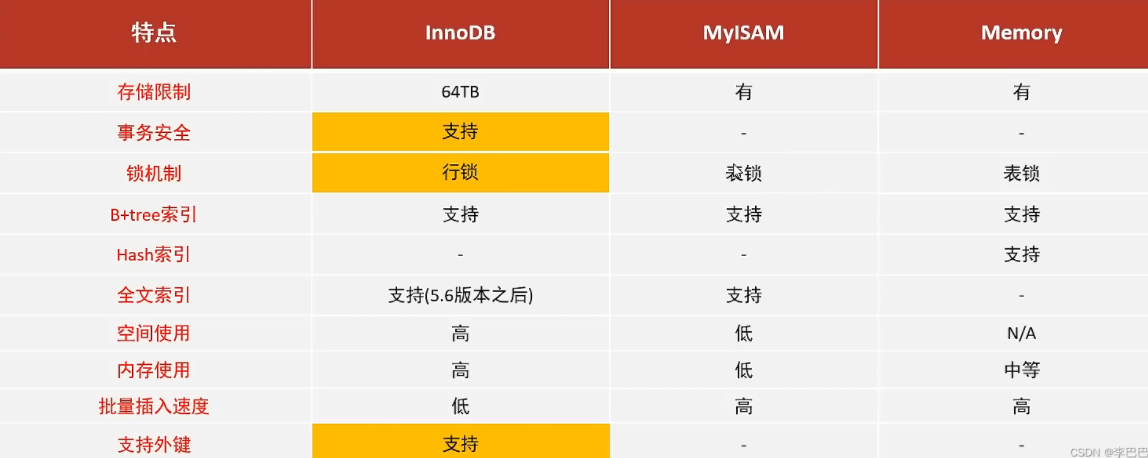 特点 InnoDB MyISAM Memory
存储限制 64TB 有 有
事务安全 支持 - -
锁机制 行锁 表锁 表锁
B+tree索引 支持 支持 支持
Hash索引 - - 支持
全文索引 支持(5.6版本之后) 支持 -
空间使用 高 低 N/A
内存使用 高 低 中等
批量插入速度 低 高 高
支持外键 支持 - -
CSDN @李巴巴